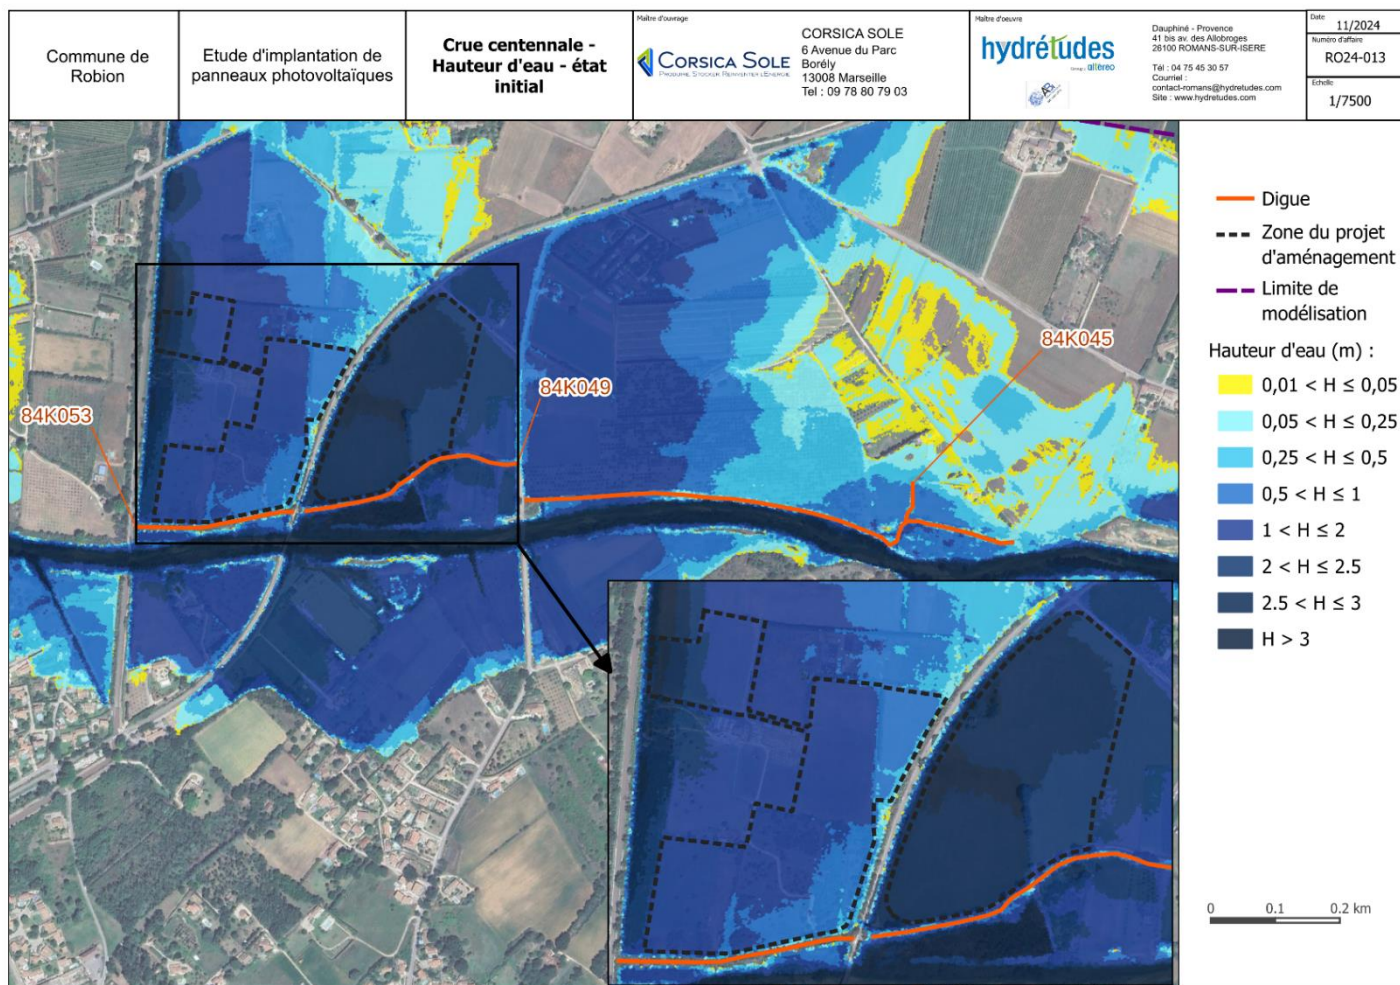 Commune de
Robion
Etude d'implantation de
panneaux photovoltaïques
Crue centennale -
Hauteur d'eau - état
initial
Maître d'ouvrage
CORSICA SOLE
PRODUIRE STOCKER RÉINVENTER L'ENERGIE
CORSICA SOLE
6 Avenue du Parc
Borély
13008 Marseille
Tel : 09 78 80 79 03
Maître d'oeuvre
hydrétudes
Groupe altereo
Dauphiné - Provence
41 bis av. des Allobroges
26100 ROMANS-SUR-ISERE
Tél : 04 75 45 30 57
Courriel :
contact-romans@hydretudes.com
Site : www.hydretudes.com
Date
11/2024
Numéro d'affaire
RO24-013
Echelle
1/7500
84K053
84K049
84K045
Digue
Zone du projet
d'aménagement
Limite de
modélisation
Hauteur d'eau (m) :
0,01 < H ≤ 0,05
0,05 < H ≤ 0,25
0,25 < H ≤ 0,5
0,5 < H ≤ 1
1 < H ≤ 2
2 < H ≤ 2.5
2.5 < H ≤ 3
H > 3
0 0.1 0.2 km